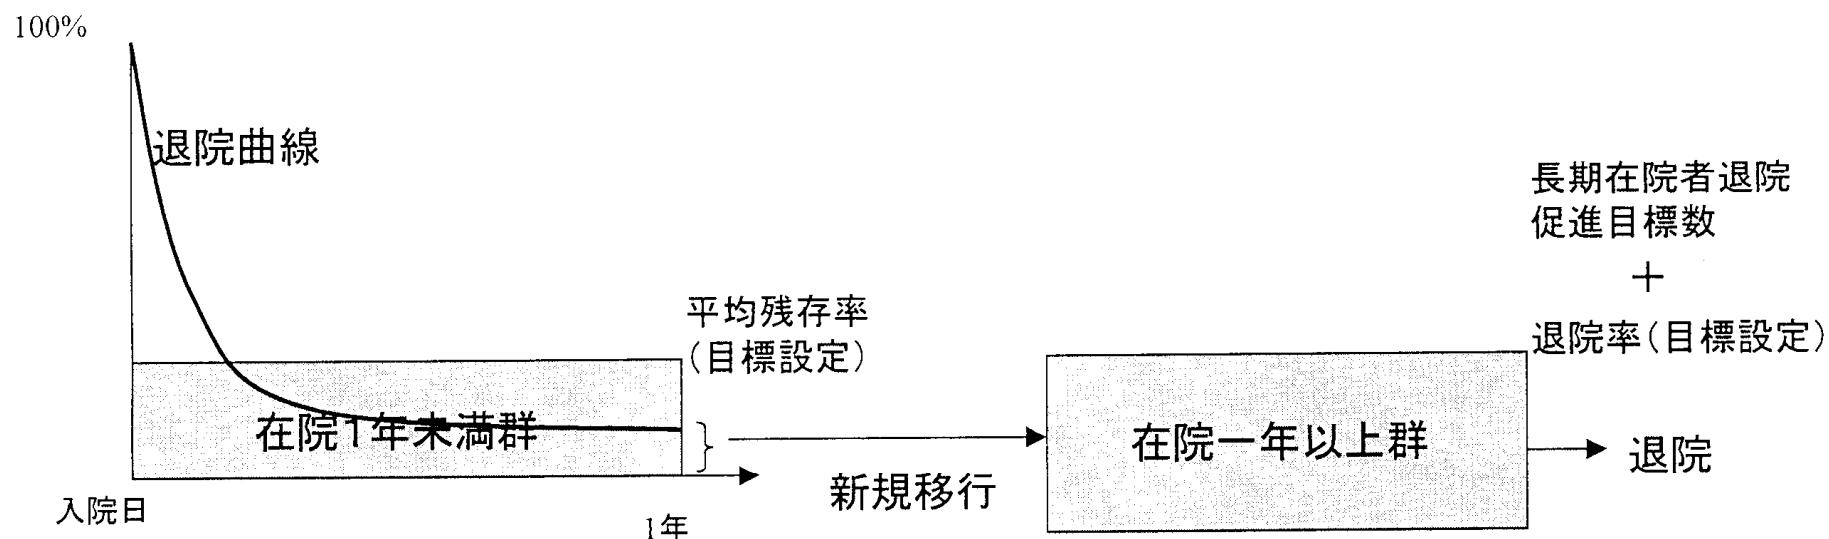 100%
退院曲線
長期在院者退院
促進目標数
＋
退院率(目標設定)
平均残存率
(目標設定)
在院1年未満群
在院一年以上群
退院
新規移行
入院日
1年